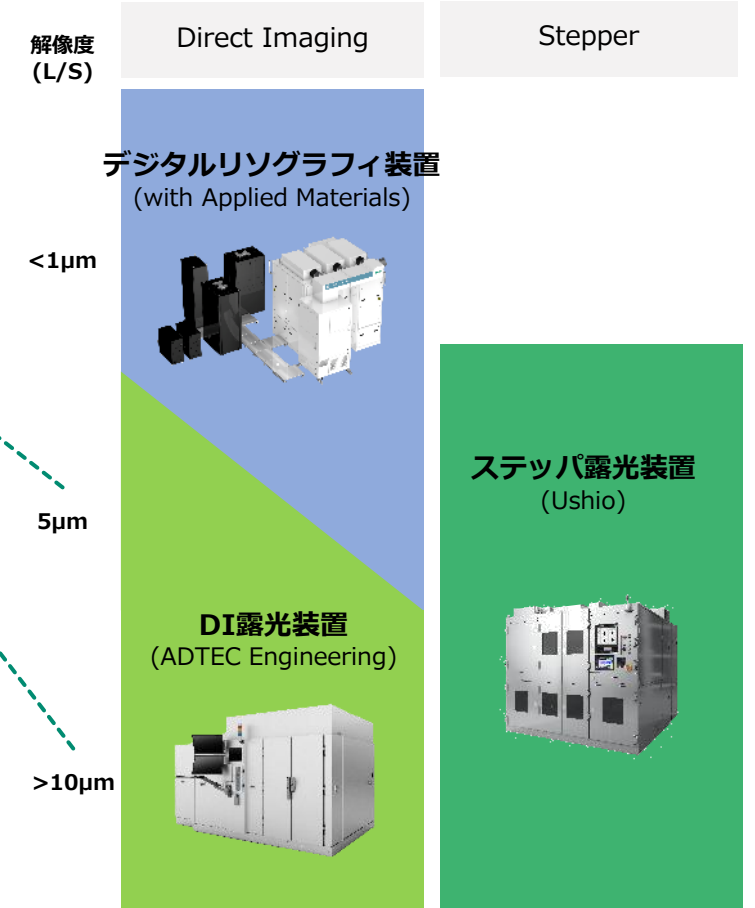 解像度
(L/S)
Direct Imaging
Stepper
デジタルリソグラフィ装置
(with Applied Materials)
<1μm
ステッパ露光装置
(Ushio)
5μm
DI露光装置
(ADTEC Engineering)
>10μm